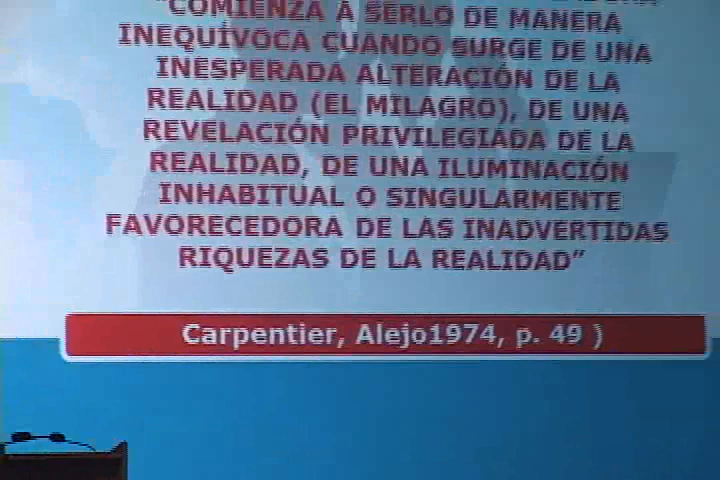 “COMIENZA A SERLO DE MANERA
INEQUÍVOCA CUANDO SURGE DE UNA
INESPERADA ALTERACIÓN DE LA
REALIDAD (EL MILAGRO), DE UNA
REVELACIÓN PRIVILEGIADA DE LA
REALIDAD, DE UNA ILUMINACIÓN
INHABITUAL O SINGULARMENTE
FAVORECEDORA DE LAS INADVERTIDAS
RIQUEZAS DE LA REALIDAD”
Carpentier, Alejo1974, p. 49 )